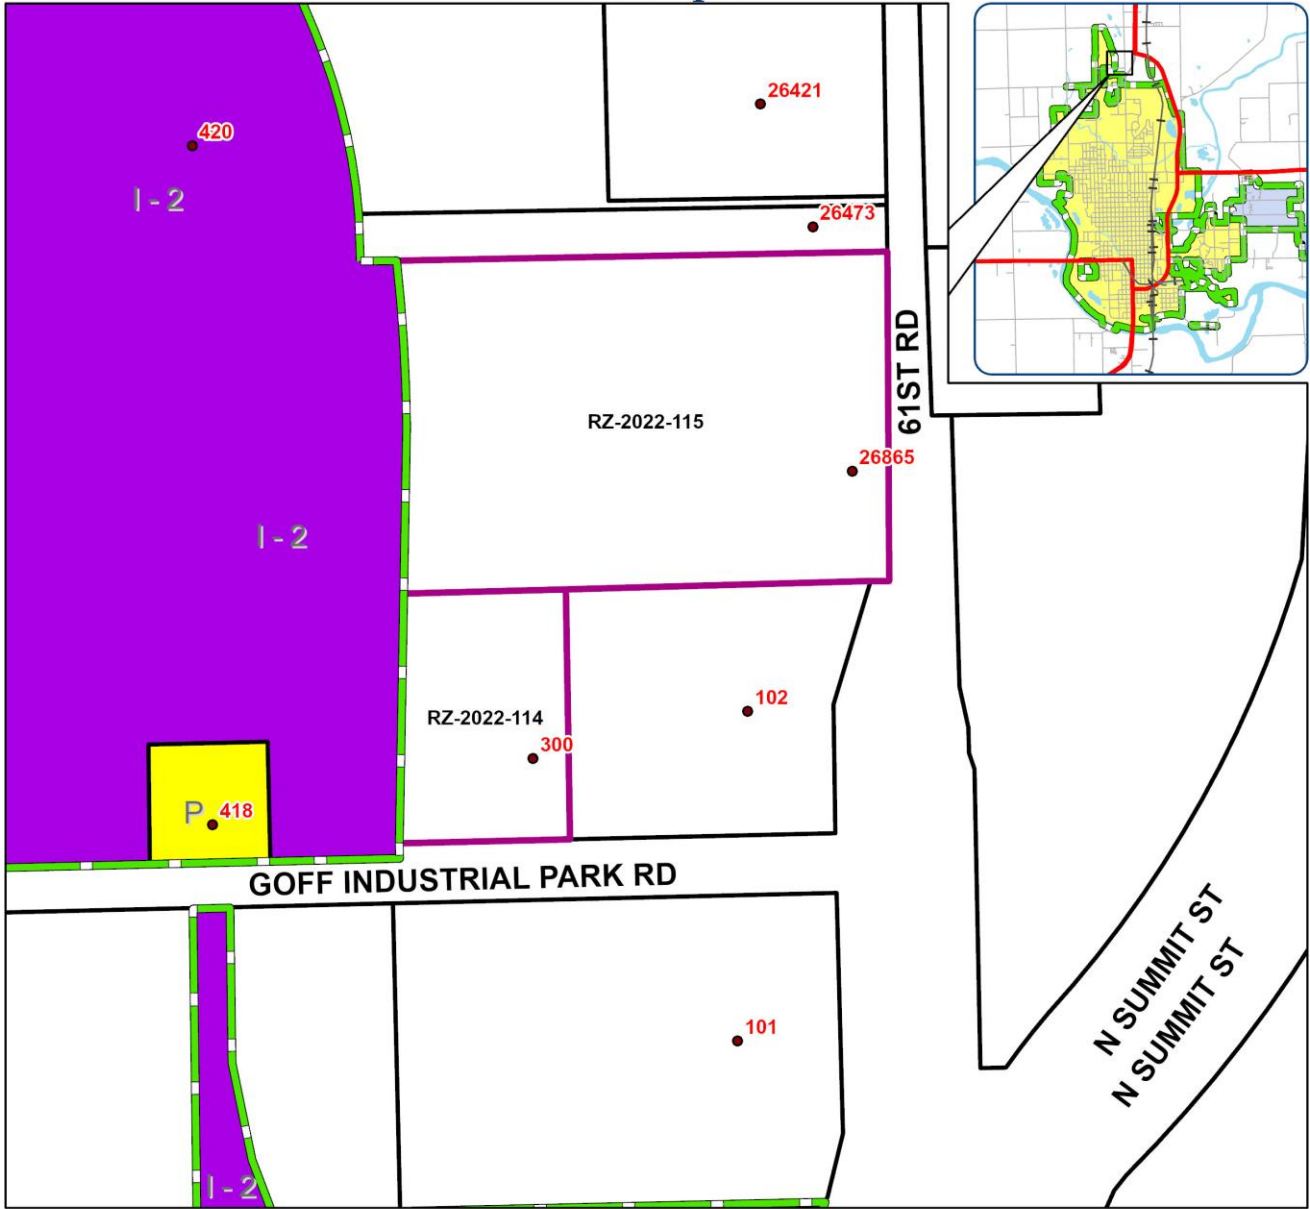 26421
420
I - 2
26473
61ST RD
RZ-2022-115
26865
I - 2
102
RZ-2022-114
300
P
418
GOFF INDUSTRIAL PARK RD
N SUMMIT ST
N SUMMIT ST
101
I - 2